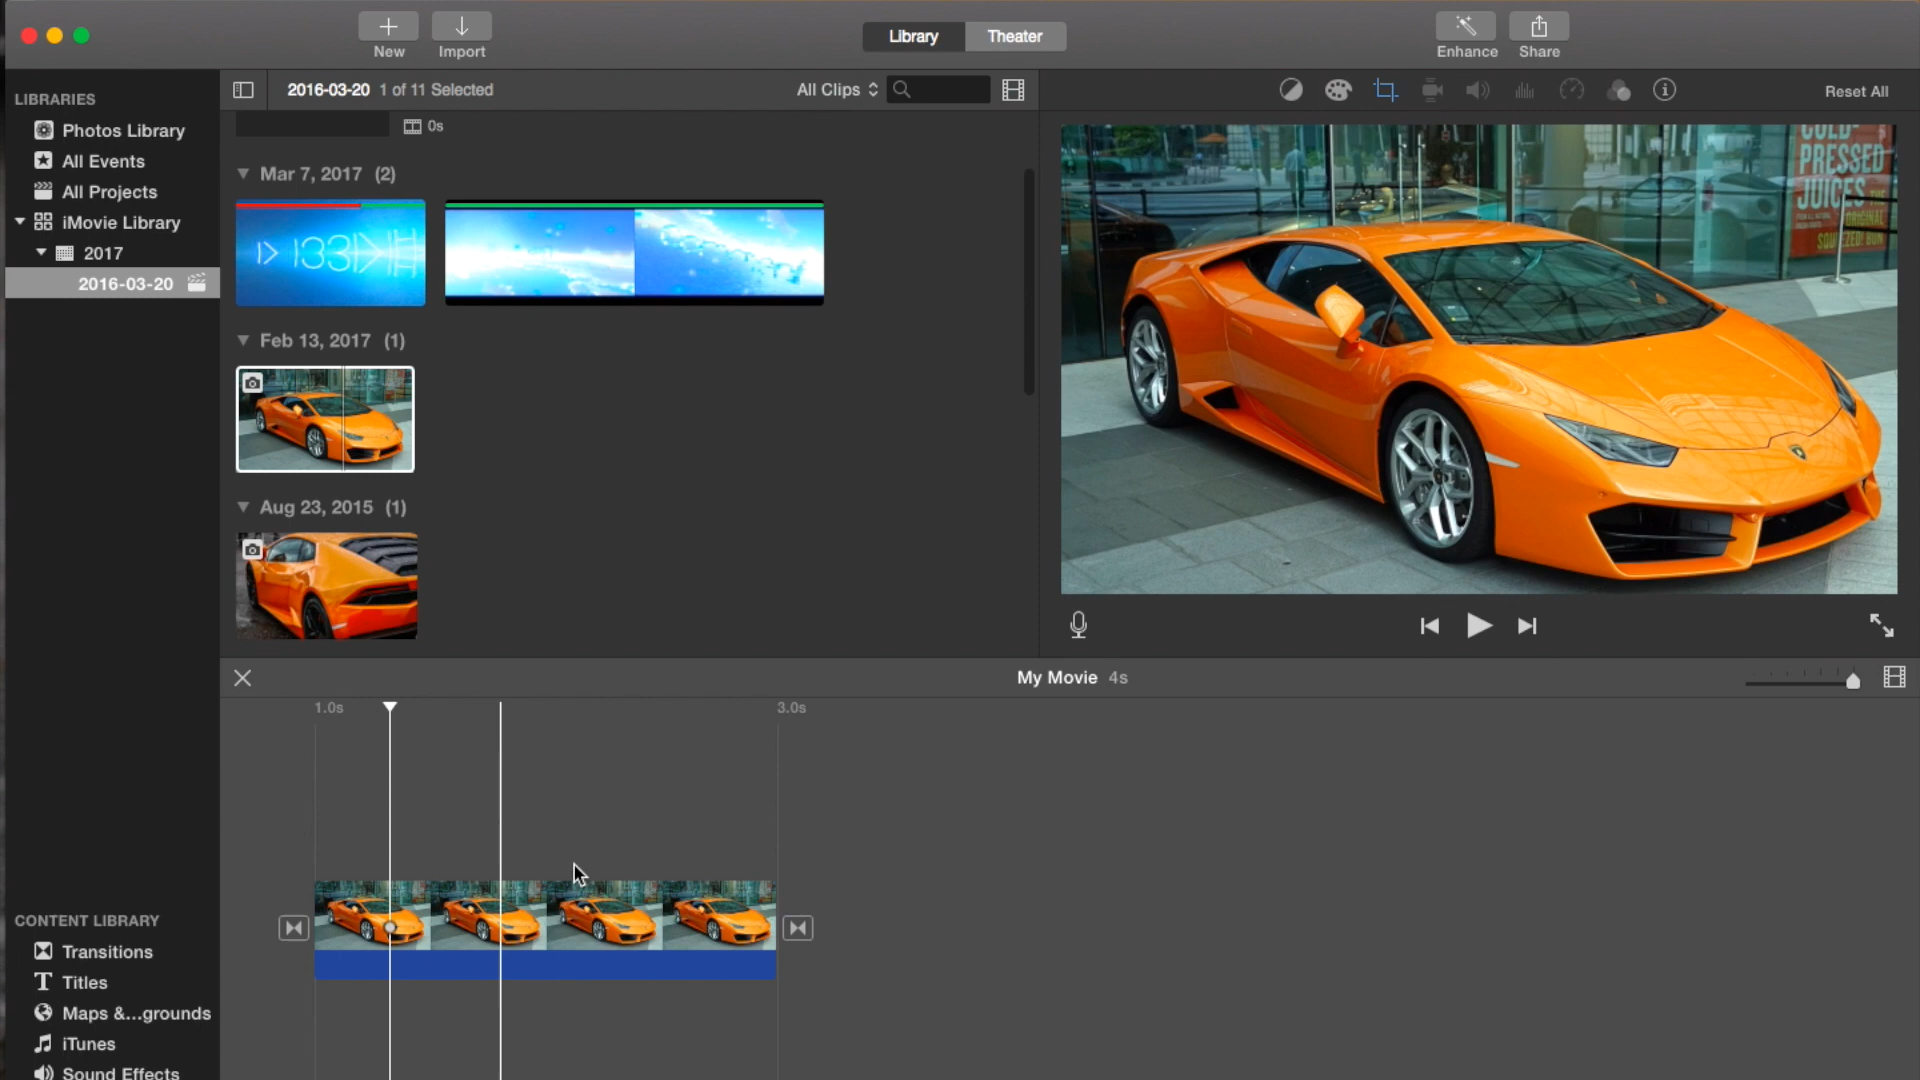 New
Import
Library
Theater
Enhance
Share
LIBRARIES
Photos Library
All Events
All Projects
iMovie Library
2017
2016-03-20
2016-03-20 1 of 11 Selected
All Clips
Reset All
0s
Mar 7, 2017 (2)
Feb 13, 2017 (1)
Aug 23, 2015 (1)
COLD-
PRESSED
JUICES
THE
ORIGINAL
My Movie 4s
1.0s
3.0s
CONTENT LIBRARY
Transitions
Titles
Maps &...grounds
iTunes
Sound Effects